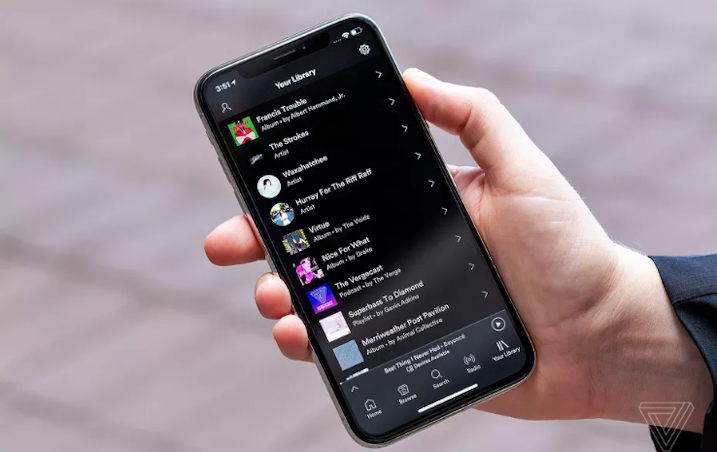 3:51
Your Library
Francis Trouble
Album • by Albert Hammond, Jr.
The Strokes
Artist
Waxahatchee
Artist
Hurray For The Riff Raff
Artist
Virtue
Album • by The Voidz
Nice For What
Album • by Drake
The Vergecast
Podcast • by The Verge
Superbass To Diamond
Playlist • by Gavin Adkins
Merriweather Post Pavilion
Album • by Animal Collective
Best Thing I Never Had • Beyoncé
Devices Available
Home
Browse
Search
Radio
Your Library